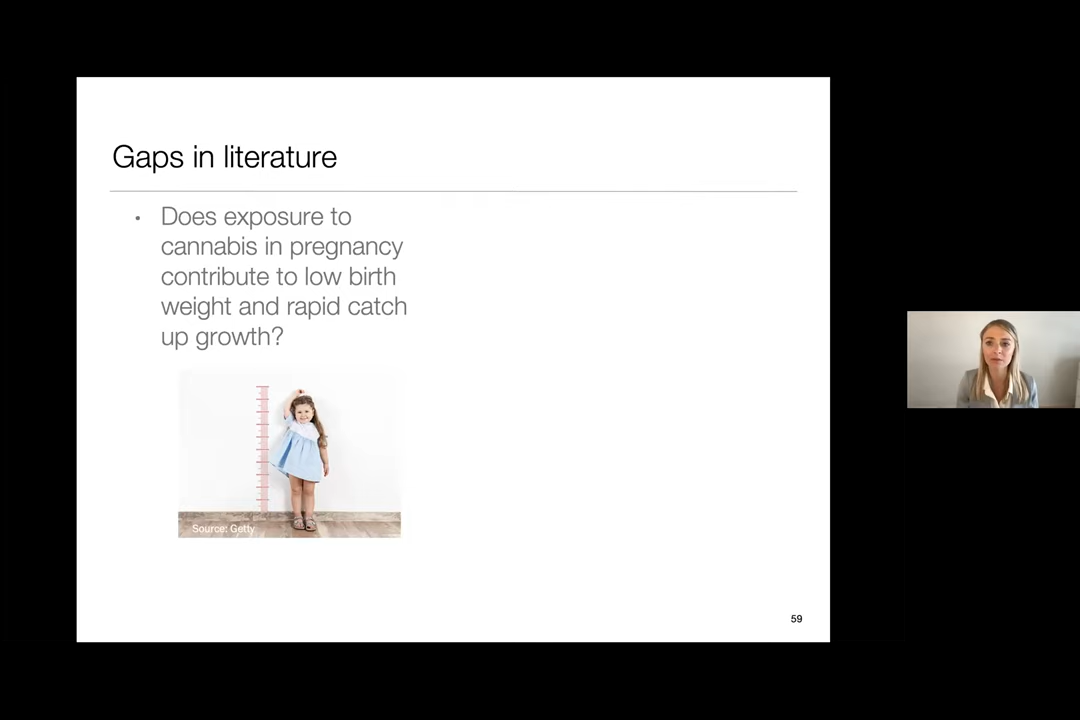 Gaps in literature
• Does exposure to
cannabis in pregnancy
contribute to low birth
weight and rapid catch
up growth?
Source: Getty
59